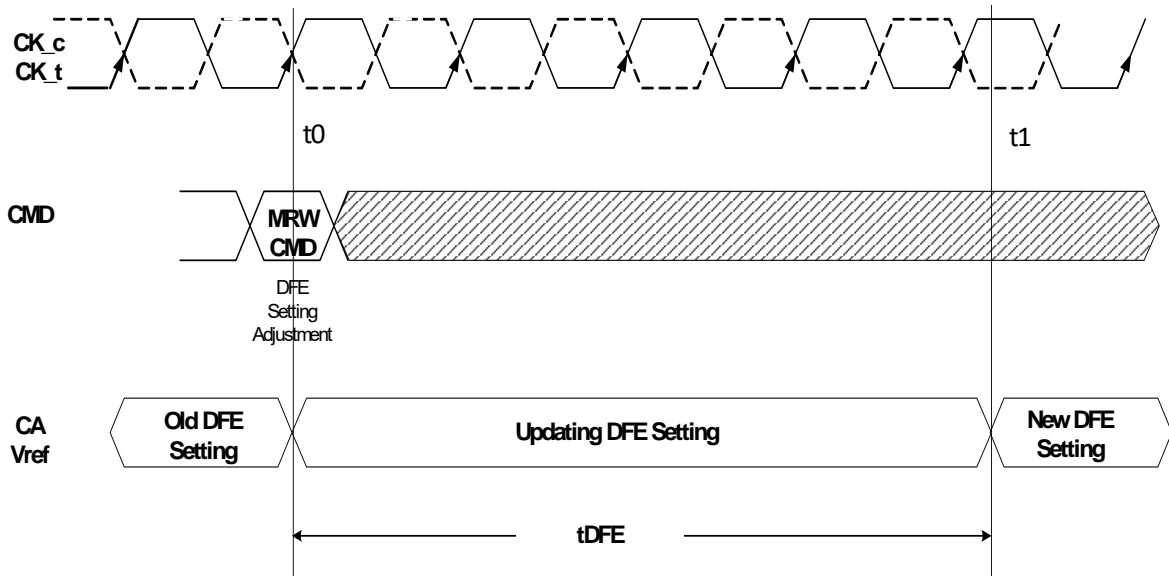 CK_c
CK_t
t0
t1
CMD
MRW
CMD
DFE
Setting
Adjustment
CA
Vref
Old DFE
Setting
Updating DFE Setting
New DFE
Setting
tDFE